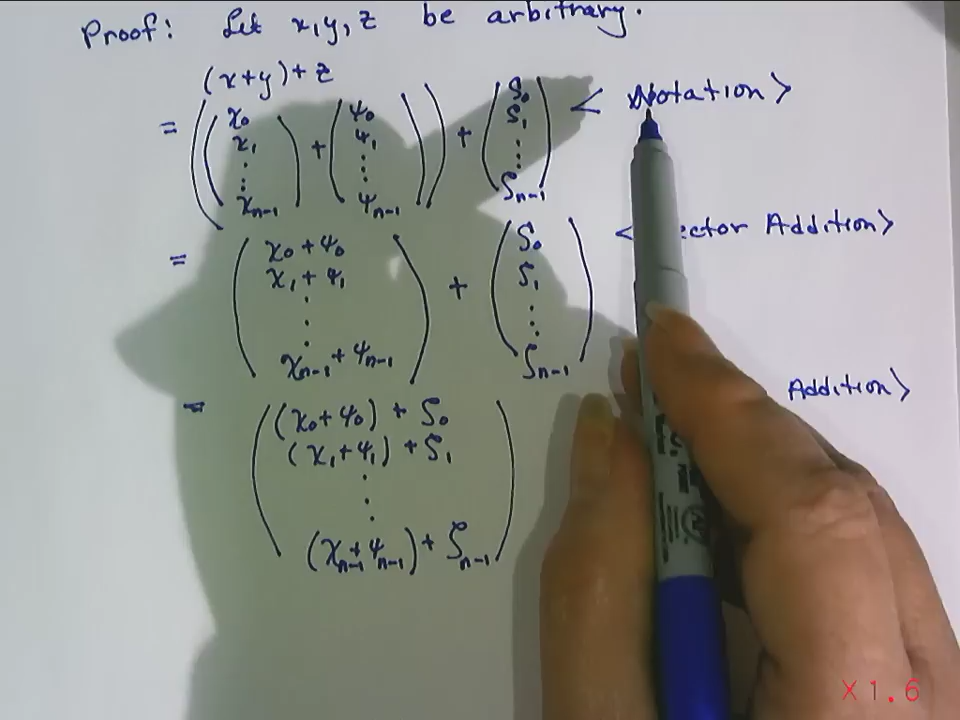 Proof: Let x, y, z be arbitrary.
(x+y)+z
= ((χ₀ χ₁ ⋮ χₙ₋₁) + (ψ₀ ψ₁ ⋮ ψₙ₋₁)) + (ζ₀ ζ₁ ⋮ ζₙ₋₁) < Notation >
= (χ₀+ψ₀ χ₁+ψ₁ ⋮ χₙ₋₁+ψₙ₋₁) + (ζ₀ ζ₁ ⋮ ζₙ₋₁) < ector Addition >
= ((χ₀+ψ₀)+ζ₀ (χ₁+ψ₁)+ζ₁ ⋮ (χₙ₋₁+ψₙ₋₁)+ζₙ₋₁) Addition >
X1.6